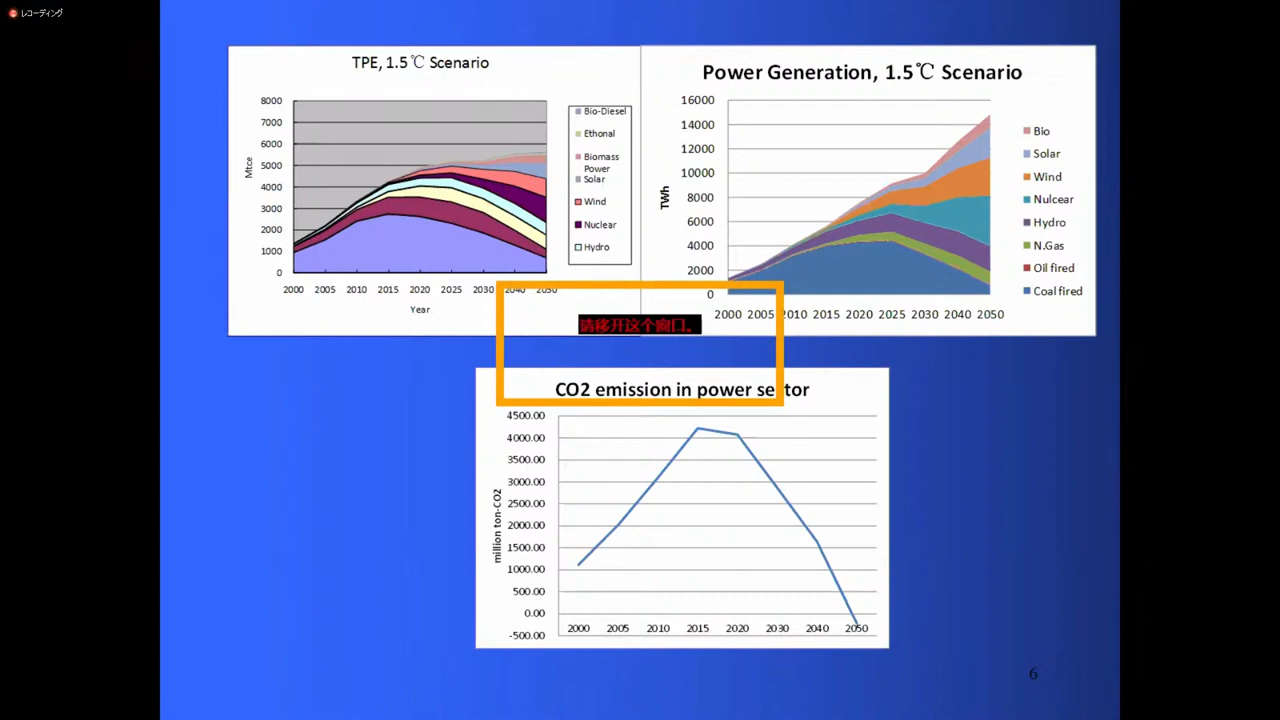 レコーディング
TPE, 1.5℃ Scenario
8000
7000
6000
5000
4000
3000
2000
1000
0
Mtce
2000 2005 2010 2015 2020 2025 2030 2040 2050
Year
Bio-Diesel
Ethonal
Biomass
Power
Solar
Wind
Nuclear
Hydro
Power Generation, 1.5℃ Scenario
16000
14000
12000
10000
8000
6000
4000
2000
0
TWh
2000 2005 2010 2015 2020 2025 2030 2040 2050
Bio
Solar
Wind
Nulcear
Hydro
N.Gas
Oil fired
Coal fired
请移开这个窗口。
CO2 emission in power sector
4500.00
4000.00
3500.00
3000.00
2500.00
2000.00
1500.00
1000.00
500.00
0.00
-500.00
million ton-CO2
2000 2005 2010 2015 2020 2030 2040 2050
6